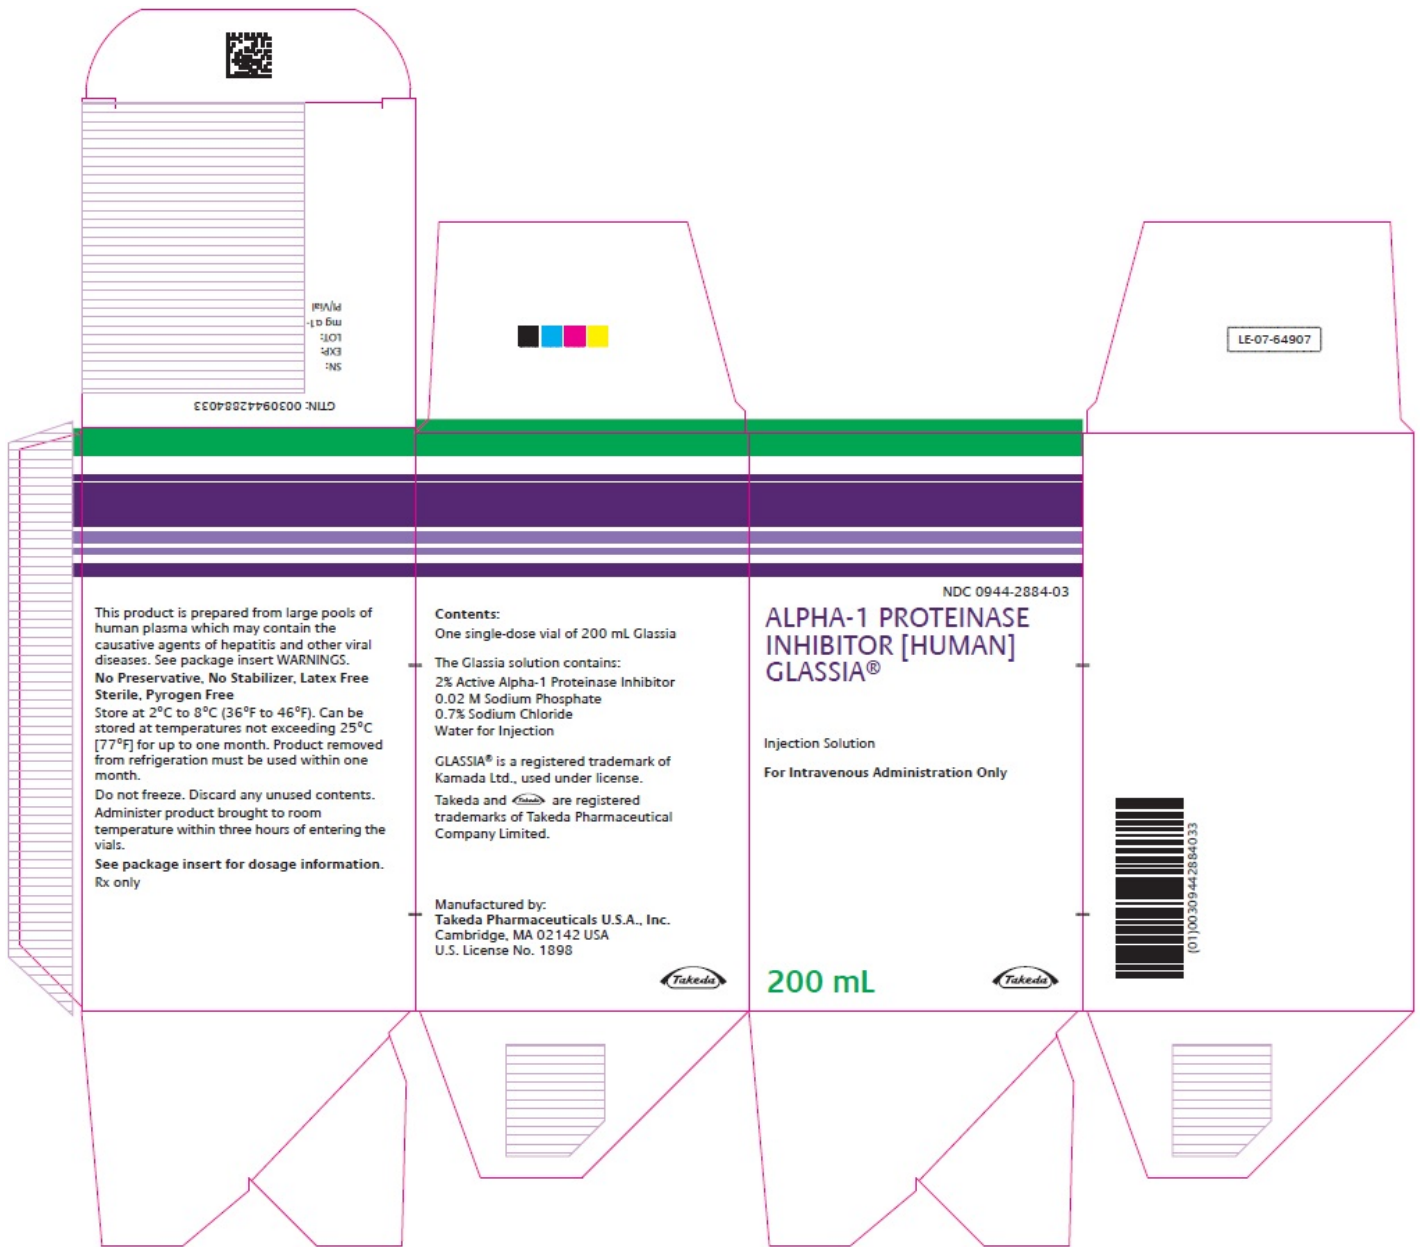 PI/Vial
mg α1-
LOT:
EXP:
SN:
GTIN: 00309442884033
LE-07-64907
This product is prepared from large pools of
human plasma which may contain the
causative agents of hepatitis and other viral
diseases. See package insert WARNINGS.
No Preservative, No Stabilizer, Latex Free
Sterile, Pyrogen Free
Store at 2°C to 8°C (36°F to 46°F). Can be
stored at temperatures not exceeding 25°C
[77°F] for up to one month. Product removed
from refrigeration must be used within one
month.
Do not freeze. Discard any unused contents.
Administer product brought to room
temperature within three hours of entering the
vials.
See package insert for dosage information.
Rx only
Contents:
One single-dose vial of 200 mL Glassia
The Glassia solution contains:
2% Active Alpha-1 Proteinase Inhibitor
0.02 M Sodium Phosphate
0.7% Sodium Chloride
Water for Injection
GLASSIA® is a registered trademark of
Kamada Ltd., used under license.
Takeda and Takeda are registered
trademarks of Takeda Pharmaceutical
Company Limited.
Manufactured by:
Takeda Pharmaceuticals U.S.A., Inc.
Cambridge, MA 02142 USA
U.S. License No. 1898
Takeda
NDC 0944-2884-03
ALPHA-1 PROTEINASE
INHIBITOR [HUMAN]
GLASSIA®
Injection Solution
For Intravenous Administration Only
200 mL
Takeda
(01)00309442884033